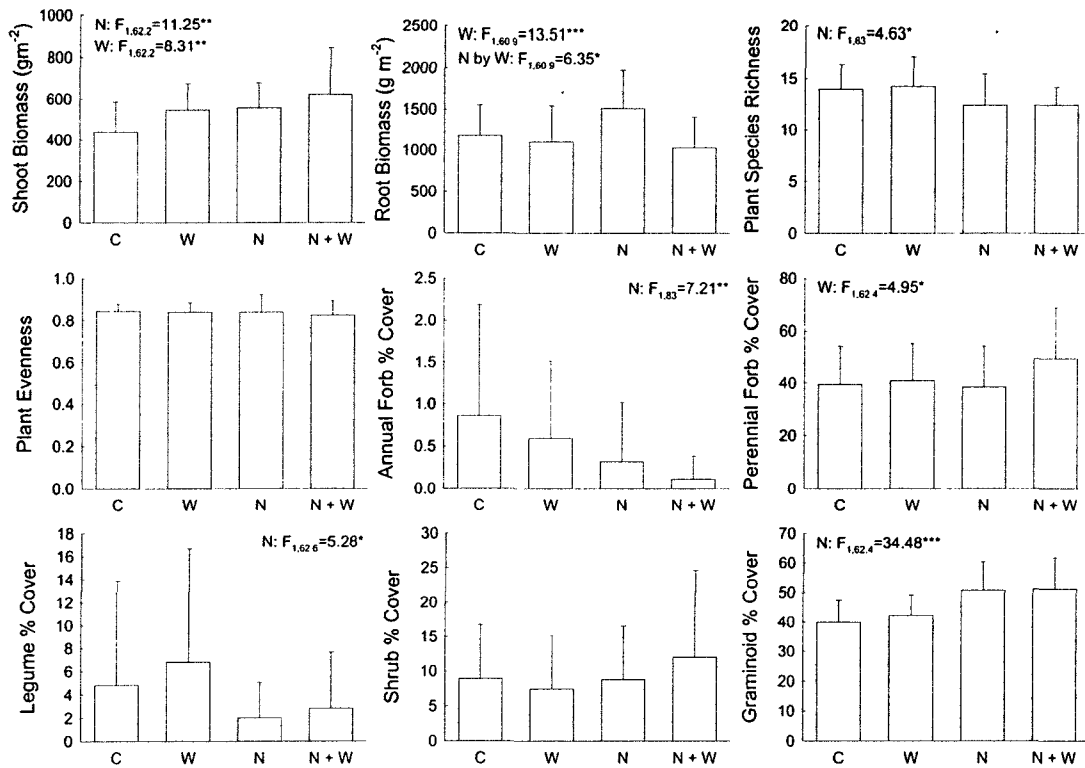 N: F1,62.2=11.25**
W: F1,62.2=8.31**
Shoot Biomass (gm-2)
1000
800
600
400
200
0
C W N N + W
W: F1,60 9=13.51***
N by W: F1,60 9=6.35*
Root Biomass (g m-2)
2500
2000
1500
1000
500
0
C W N N + W
N: F1,63=4.63*
Plant Species Richness
20
15
10
5
0
C W N N + W
Plant Evenness
1.0
0.8
0.6
0.4
0.2
0.0
C W N N + W
N: F1,83=7.21**
Annual Forb % Cover
2.5
2.0
1.5
1.0
0.5
0.0
C W N N + W
W: F1,62 4=4.95*
Perennial Forb % Cover
80
60
40
20
0
C W N N + W
N: F1,62 6=5.28*
Legume % Cover
18
16
14
12
10
8
6
4
2
0
C W N N + W
Shrub % Cover
30
25
20
15
10
5
0
C W N N + W
N: F1,62.4=34.48***
Graminoid % Cover
70
60
50
40
30
20
10
0
C W N N + W